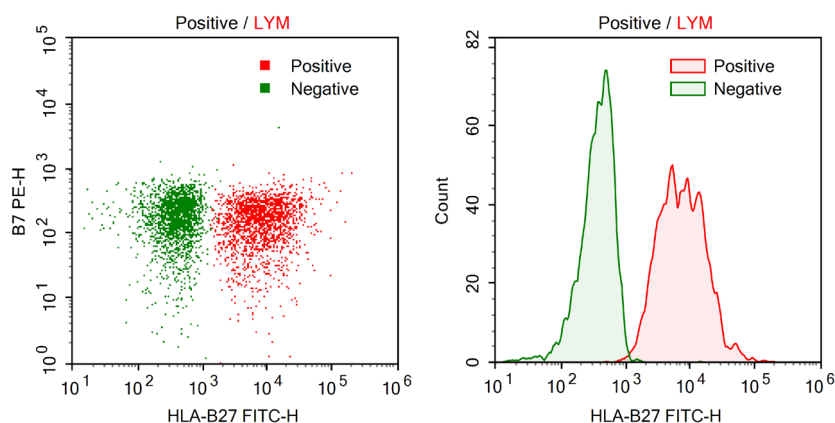 Positive / LYM
10^5
10^4
10^3
10^2
10^1
10^0
B7 PE-H
Positive
Negative
10^1 10^2 10^3 10^4 10^5 10^6
HLA-B27 FITC-H
Positive / LYM
82
60
40
20
0
Count
Positive
Negative
10^1 10^2 10^3 10^4 10^5 10^6
HLA-B27 FITC-H